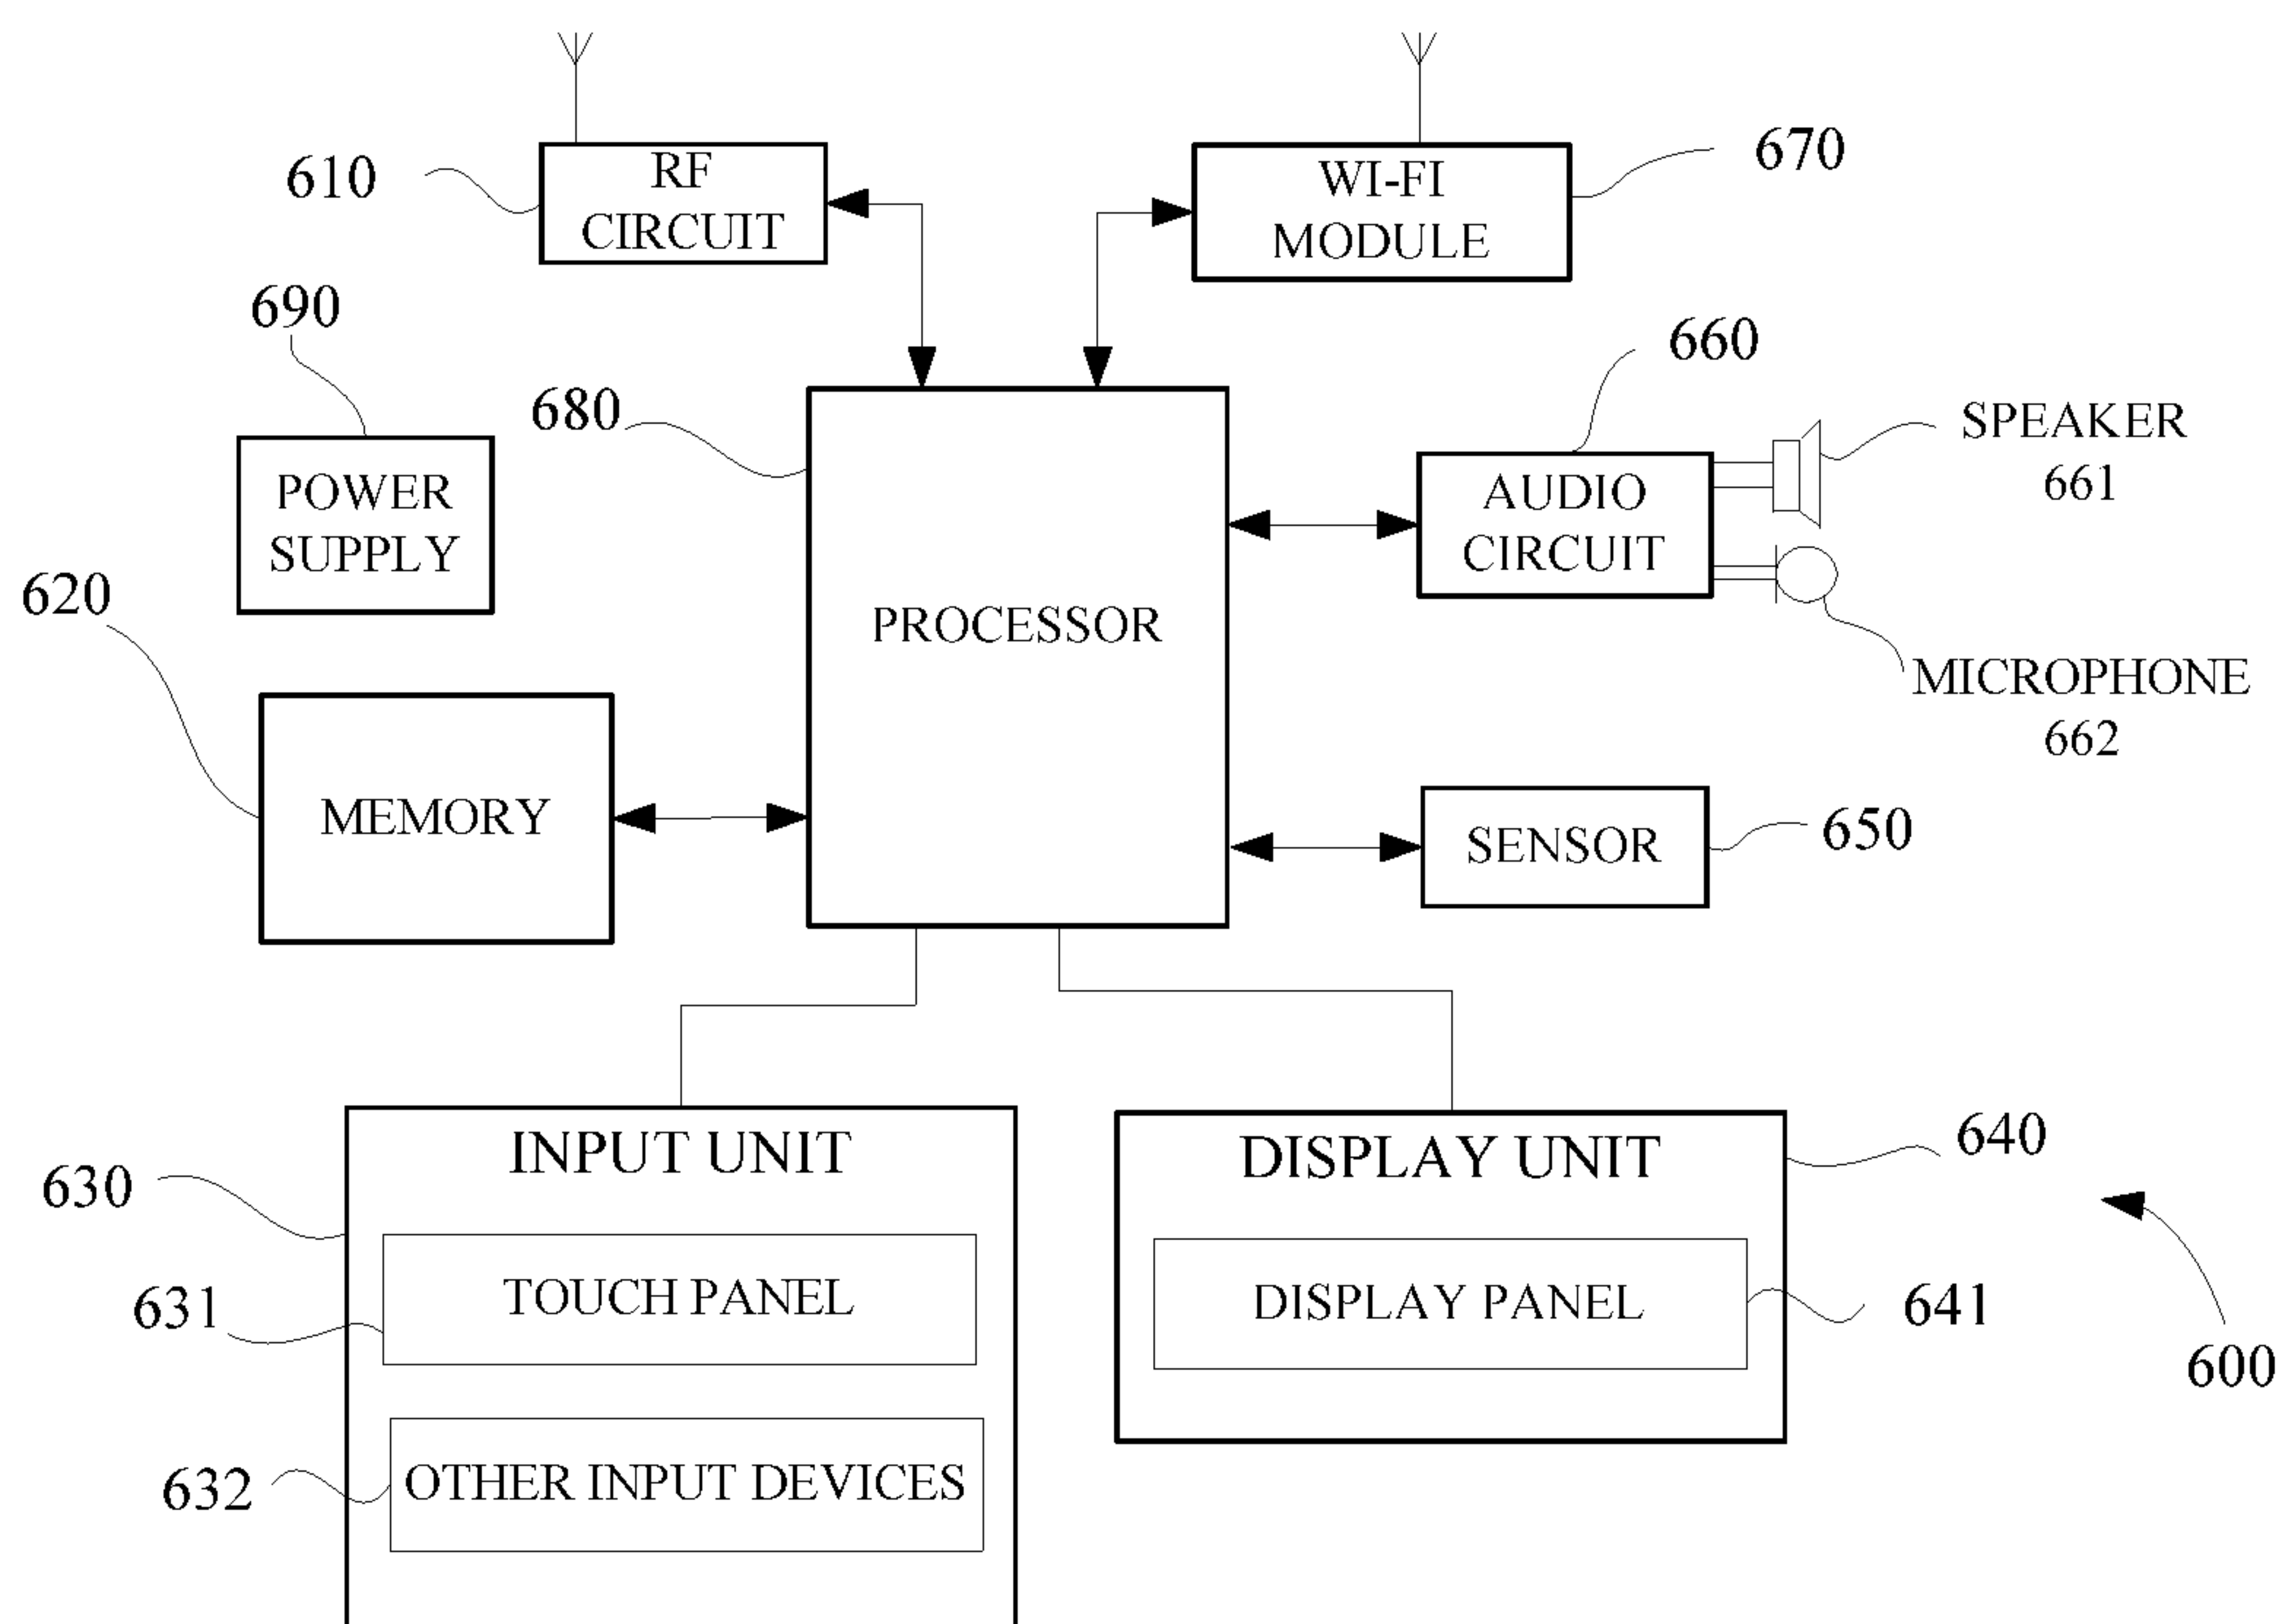 610
RF
CIRCUIT
WI-FI
MODULE
670
690
POWER
SUPPLY
680
PROCESSOR
660
AUDIO
CIRCUIT
SPEAKER
661
MICROPHONE
662
620
MEMORY
SENSOR
650
630
INPUT UNIT
631
TOUCH PANEL
632
OTHER INPUT DEVICES
DISPLAY UNIT
640
DISPLAY PANEL
641
600